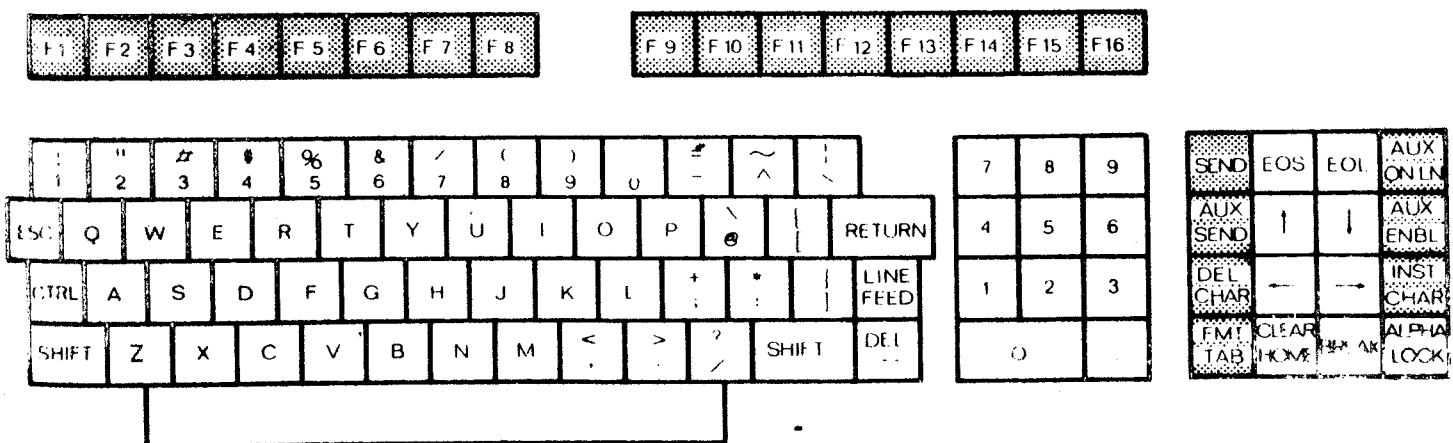 F1 F2 F3 F4 F5 F6 F7 F8 F9 F10 F11 F12 F13 F14 F15 F16
" # $ % & / ( ) = ~ |
1 2 3 4 5 6 7 8 9 0 - ^ \ 7 8 9 SEND EOS EOL AUX ON LN
ESC Q W E R T Y U I O P \ @ [ RETURN 4 5 6 AUX SEND ↑ ↓ AUX ENBL
CTRL A S D F G H J K L + ; * : LINE FEED 1 2 3 DEL CHAR ← → INST CHAR
SHIFT Z X C V B N M < , > . ? / SHIFT DEL 0 . FMT TAB CLEAR HOME ALPHA LOCK